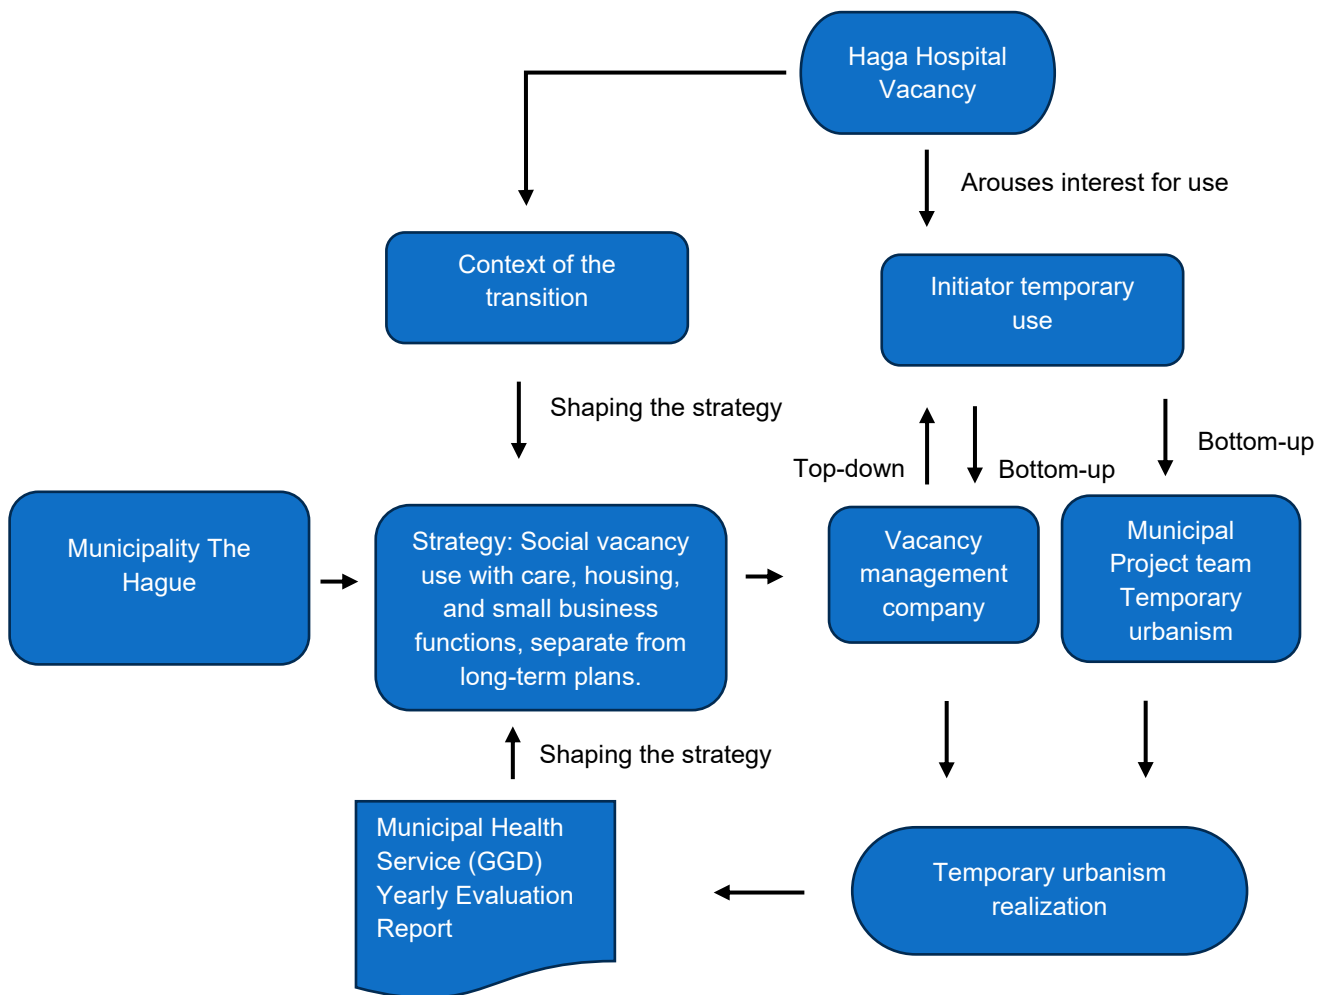 Haga Hospital
Vacancy
Arouses interest for use
Context of the
transition
Initiator temporary
use
Shaping the strategy
Top-down
Bottom-up
Bottom-up
Municipality The
Hague
Strategy: Social vacancy
use with care, housing,
and small business
functions, separate from
long-term plans.
Vacancy
management
company
Municipal
Project team
Temporary
urbanism
Shaping the strategy
Municipal Health
Service (GGD)
Yearly Evaluation
Report
Temporary urbanism
realization